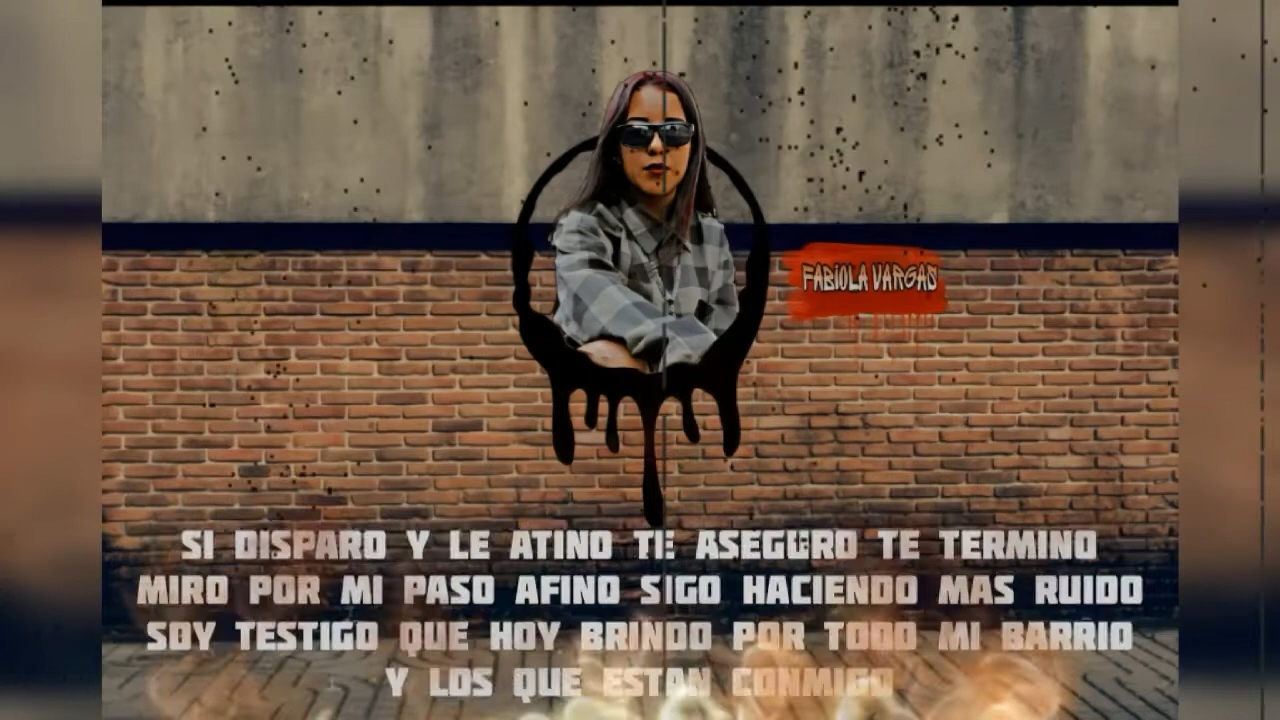 FABIOLA VARGAS
SI DISPARO Y LE ATINO TE ASEGURO TE TERMINO
MIRO POR MI PASO AFINO SIGO HACIENDO MAS RUIDO
SOY TESTIGO QUE HOY BRINDO POR TODO MI BARRIO
Y LOS QUE ESTAN CONMIGO